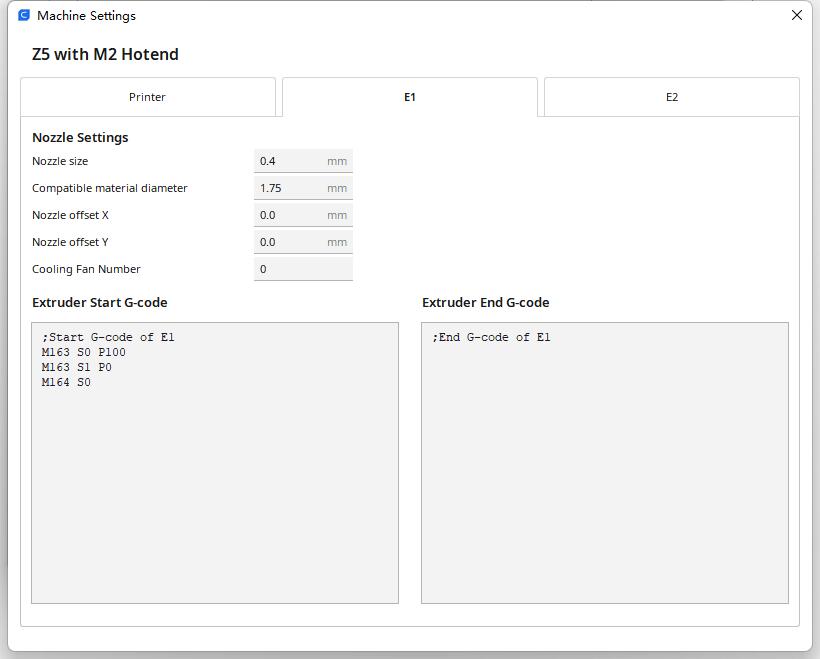 Machine Settings
Z5 with M2 Hotend
Printer
E1
E2
Nozzle Settings
Nozzle size 0.4 mm
Compatible material diameter 1.75 mm
Nozzle offset X 0.0 mm
Nozzle offset Y 0.0 mm
Cooling Fan Number 0
Extruder Start G-code
;Start G-code of E1
M163 S0 P100
M163 S1 P0
M164 S0
Extruder End G-code
;End G-code of E1